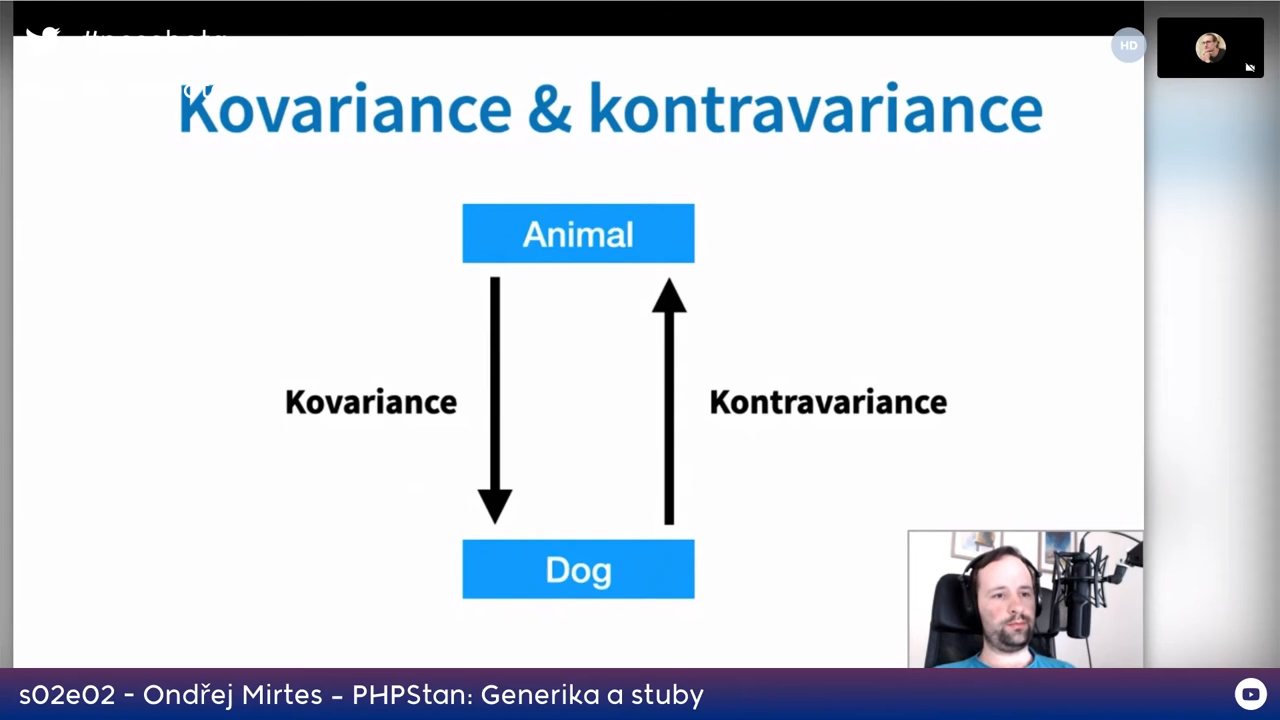 HD
Kovariance & kontravariance
Animal
Kovariance
Kontravariance
Dog
s02e02 - Ondřej Mirtes - PHPStan: Generika a stuby